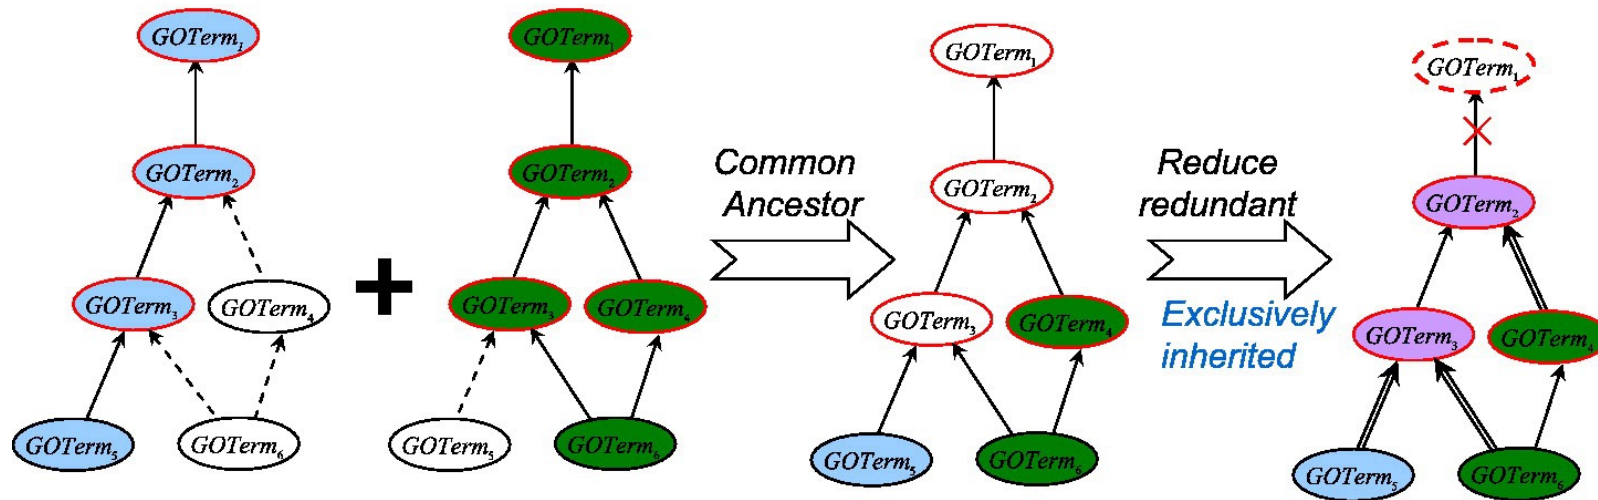 GOTerm₁
GOTerm₂
GOTerm₃
GOTerm₄
GOTerm₅
GOTerm₆
+
GOTerm₁
GOTerm₂
GOTerm₃
GOTerm₄
GOTerm₅
GOTerm₆
Common
Ancestor
GOTerm₁
GOTerm₂
GOTerm₃
GOTerm₄
GOTerm₅
GOTerm₆
Reduce
redundant
Exclusively
inherited
GOTerm₁
GOTerm₂
GOTerm₃
GOTerm₄
GOTerm₅
GOTerm₆